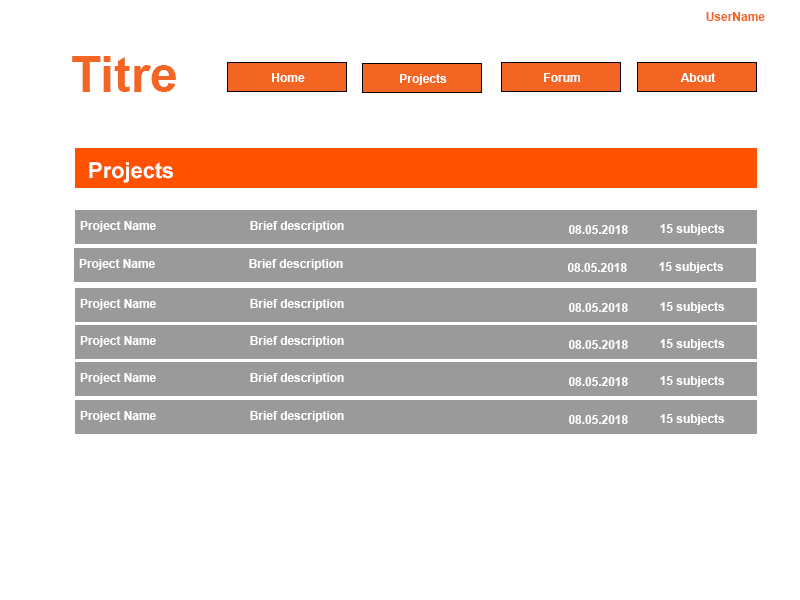 UserName
Titre
Home Projects Forum About
Projects
Project Name Brief description 08.05.2018 15 subjects
Project Name Brief description 08.05.2018 15 subjects
Project Name Brief description 08.05.2018 15 subjects
Project Name Brief description 08.05.2018 15 subjects
Project Name Brief description 08.05.2018 15 subjects
Project Name Brief description 08.05.2018 15 subjects